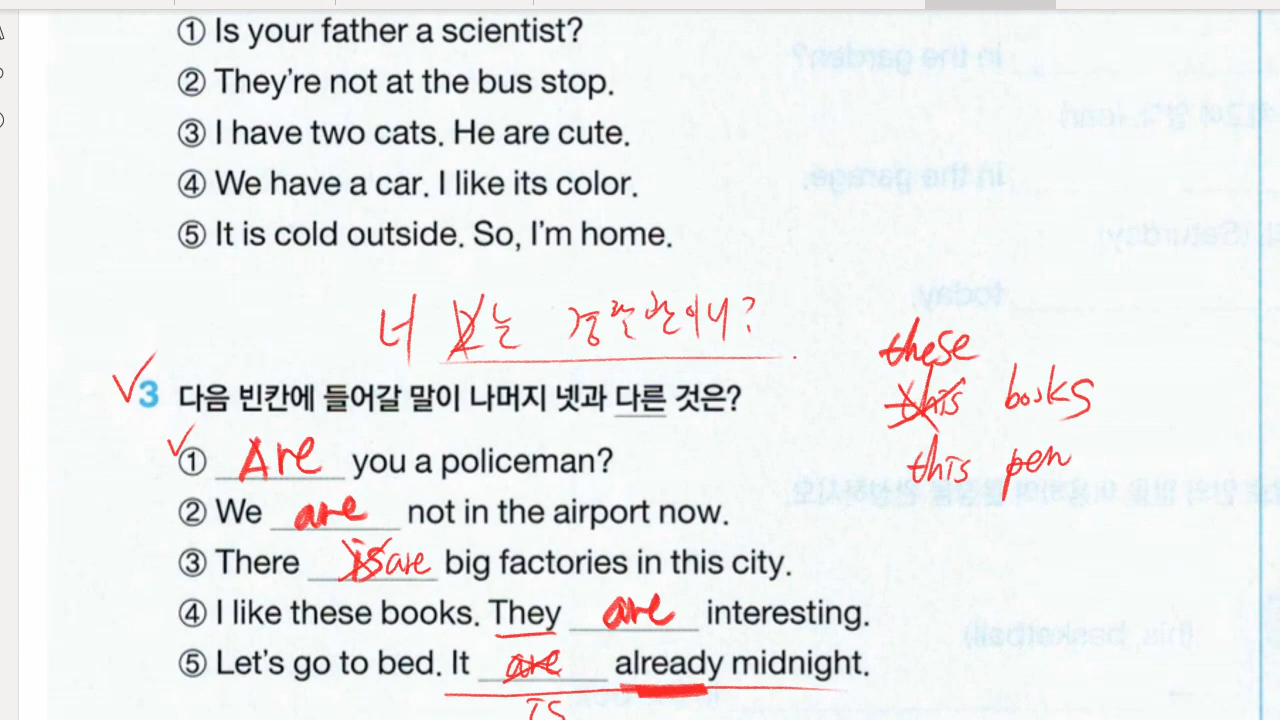 ① Is your father a scientist?
② They're not at the bus stop.
③ I have two cats. He are cute.
④ We have a car. I like its color.
⑤ It is cold outside. So, I'm home.
너 는 경찰관이니?
these
this books
this pen
3 다음 빈칸에 들어갈 말이 나머지 넷과 다른 것은?
① Are you a policeman?
② We are not in the airport now.
③ There is are big factories in this city.
④ I like these books. They are interesting.
⑤ Let's go to bed. It are already midnight.
is